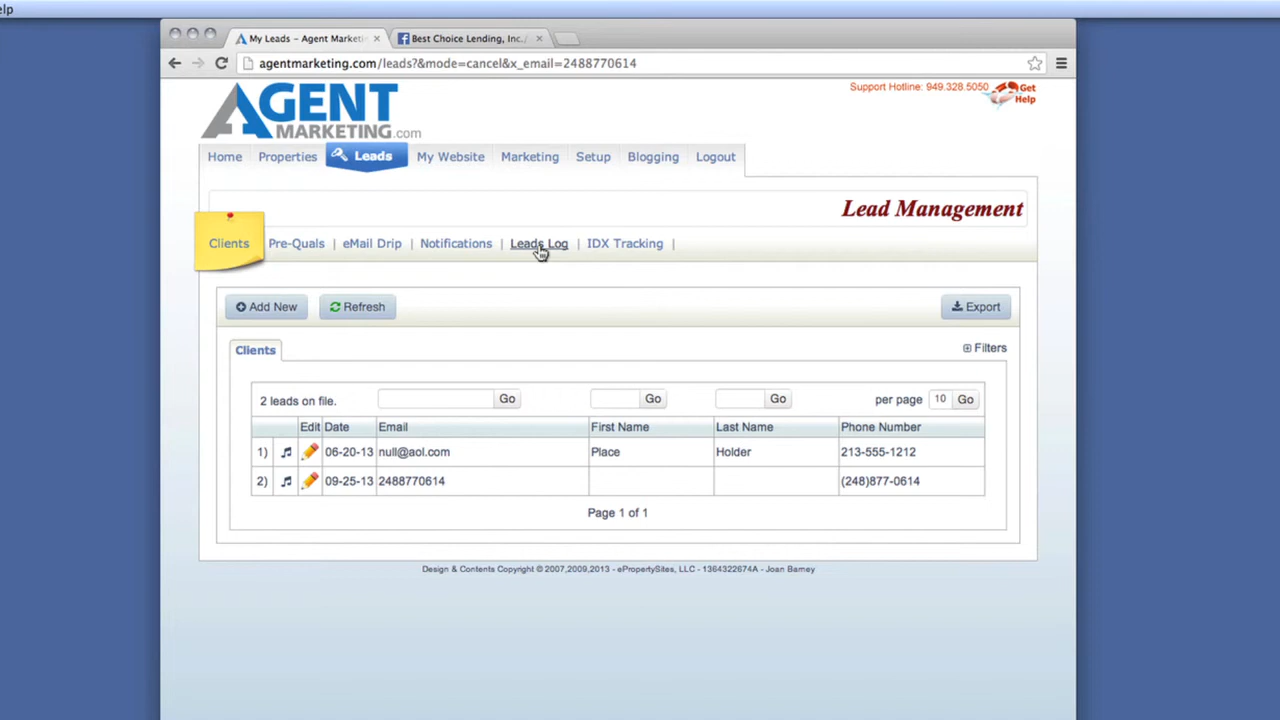 elp
My Leads – Agent Marketi
Best Choice Lending, Inc./
agentmarketing.com/leads?&mode=cancel&x_email=2488770614
Support Hotline: 949.328.5050
Get Help
AGENT
MARKETING.com
Home Properties Leads My Website Marketing Setup Blogging Logout
Lead Management
Clients Pre-Quals | eMail Drip | Notifications | Leads Log | IDX Tracking |
Add New Refresh Export
Clients Filters
2 leads on file. Go Go Go per page 10 Go
Edit Date Email First Name Last Name Phone Number
1) 06-20-13 null@aol.com Place Holder 213-555-1212
2) 09-25-13 2488770614 (248)877-0614
Page 1 of 1
Design & Contents Copyright © 2007,2009,2013 - ePropertySites, LLC - 1364322674A - Joan Barney